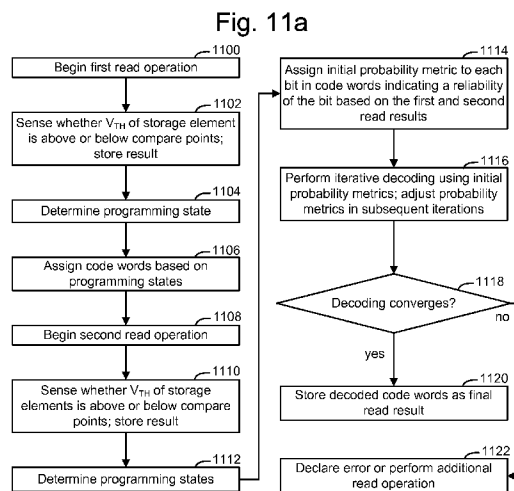 Fig. 11a
1100
Begin first read operation
1102
Sense whether VTH of storage element
is above or below compare points;
store result
1104
Determine programming state
1106
Assign code words based on
programming states
1108
Begin second read operation
1110
Sense whether VTH of storage
elements is above or below compare
points; store result
1112
Determine programming states
1114
Assign initial probability metric to each
bit in code words indicating a reliability
of the bit based on the first and second
read results
1116
Perform iterative decoding using initial
probability metrics; adjust probability
metrics in subsequent iterations
1118
Decoding converges?
no
yes
1120
Store decoded code words as final
read result
1122
Declare error or perform additional
read operation